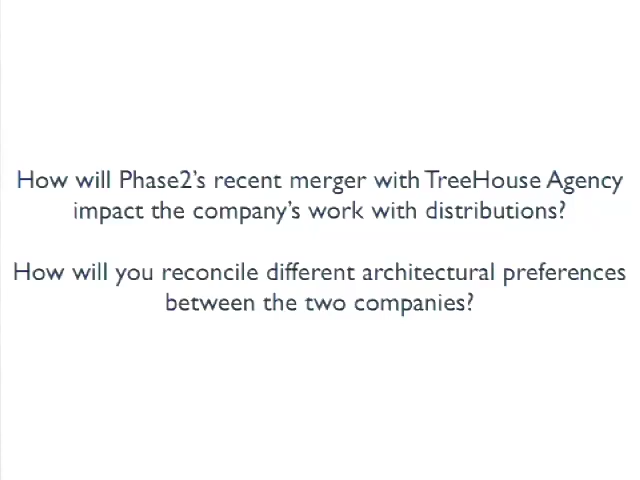 How will Phase2's recent merger with TreeHouse Agency
impact the company's work with distributions?
How will you reconcile different architectural preferences
between the two companies?